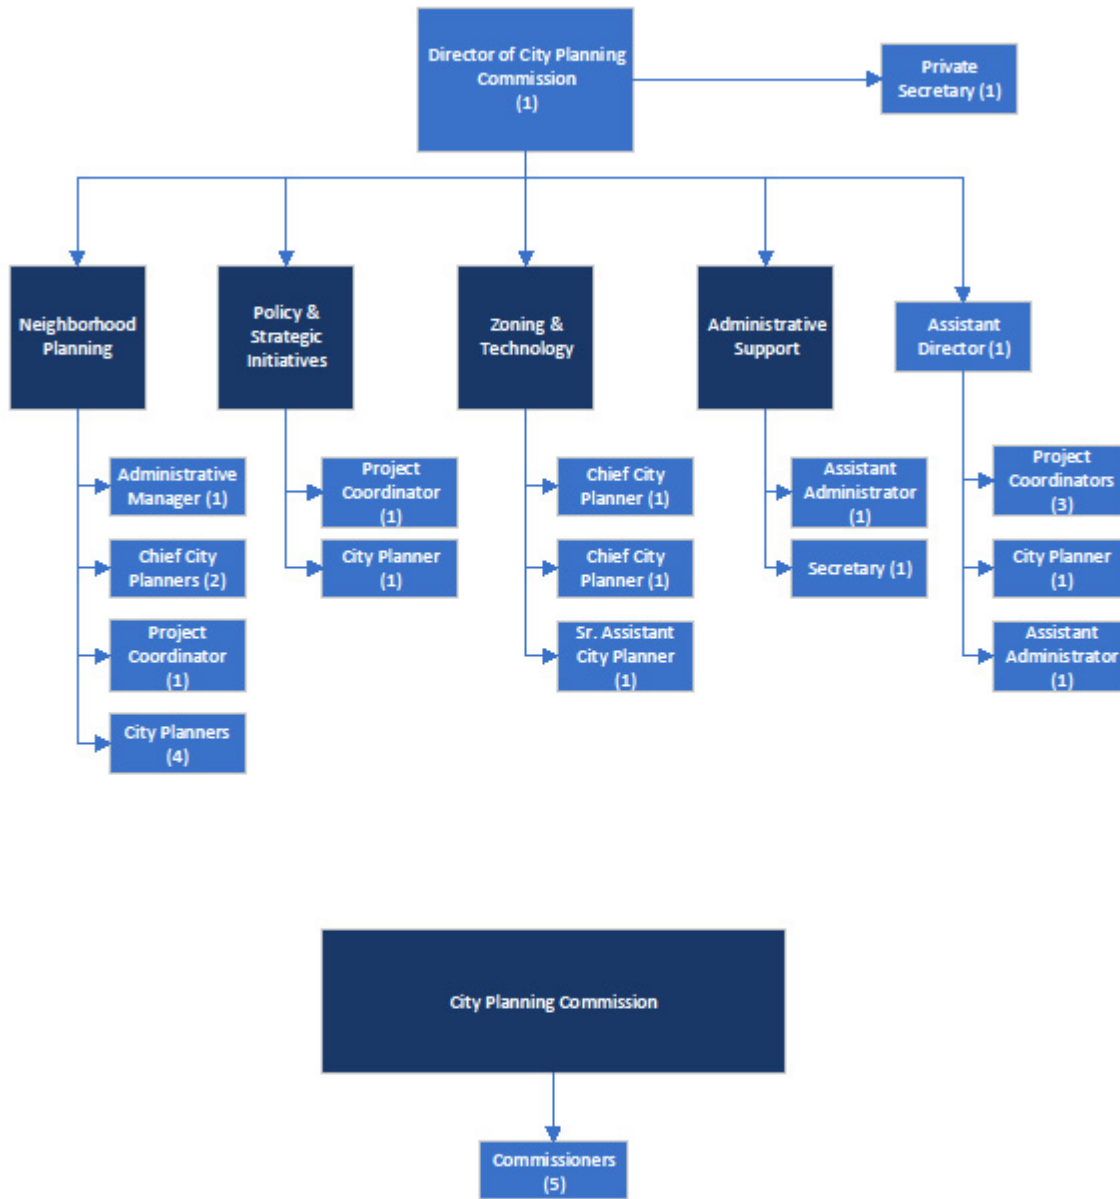 Director of City Planning
Commission
(1)
Private
Secretary (1)
Neighborhood
Planning
Policy &
Strategic
Initiatives
Zoning &
Technology
Administrative
Support
Assistant
Director (1)
Administrative
Manager (1)
Chief City
Planners (2)
Project
Coordinator
(1)
City Planners
(4)
Project
Coordinator
(1)
City Planner
(1)
Chief City
Planner (1)
Chief City
Planner (1)
Sr. Assistant
City Planner
(1)
Assistant
Administrator
(1)
Secretary (1)
Project
Coordinators
(3)
City Planner
(1)
Assistant
Administrator
(1)
City Planning Commission
Commissioners
(5)